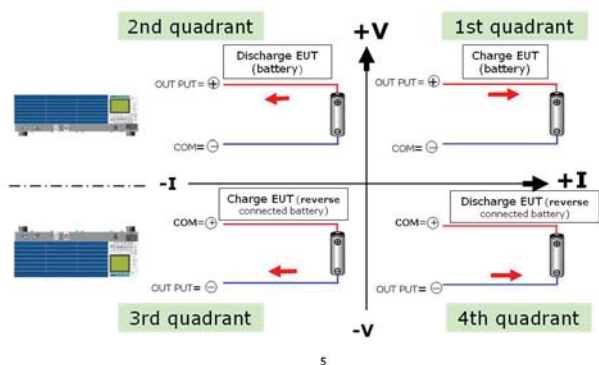 2nd quadrant
+V
1st quadrant
Discharge EUT
(battery)
OUT PUT= +
COM= −
Charge EUT
(battery)
OUT PUT= +
COM= −
-I
+I
Charge EUT (reverse
connected battery)
COM= +
OUT PUT= −
Discharge EUT (reverse
connected battery)
COM= +
OUT PUT= −
3rd quadrant
-V
4th quadrant
5